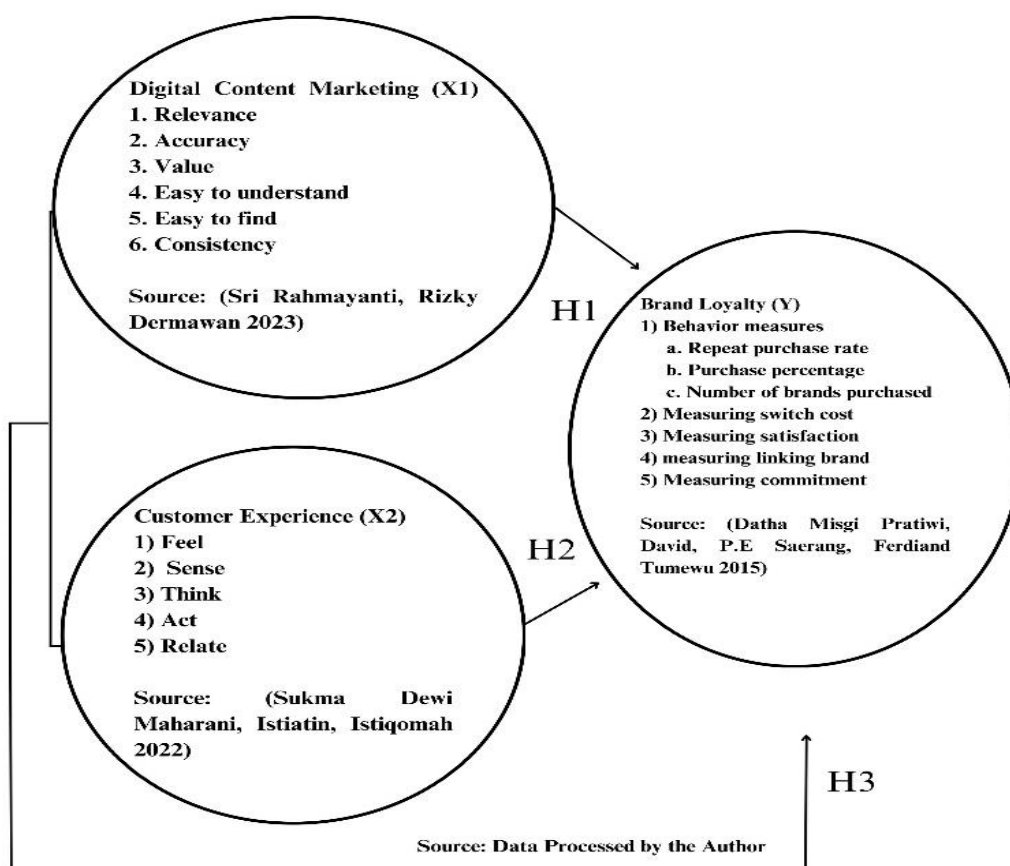 Digital Content Marketing (X1)
1. Relevance
2. Accuracy
3. Value
4. Easy to understand
5. Easy to find
6. Consistency
Source: (Sri Rahmayanti, Rizky
Dermawan 2023)
H1
Brand Loyalty (Y)
1) Behavior measures
a. Repeat purchase rate
b. Purchase percentage
c. Number of brands purchased
2) Measuring switch cost
3) Measuring satisfaction
4) measuring linking brand
5) Measuring commitment
Source: (Datha Misgi Pratiwi,
David, P.E Saerang, Ferdiand
Tumewu 2015)
Customer Experience (X2)
1) Feel
2) Sense
3) Think
4) Act
5) Relate
Source: (Sukma Dewi
Maharani, Istiatin, Istiqomah
2022)
H2
H3
Source: Data Processed by the Author